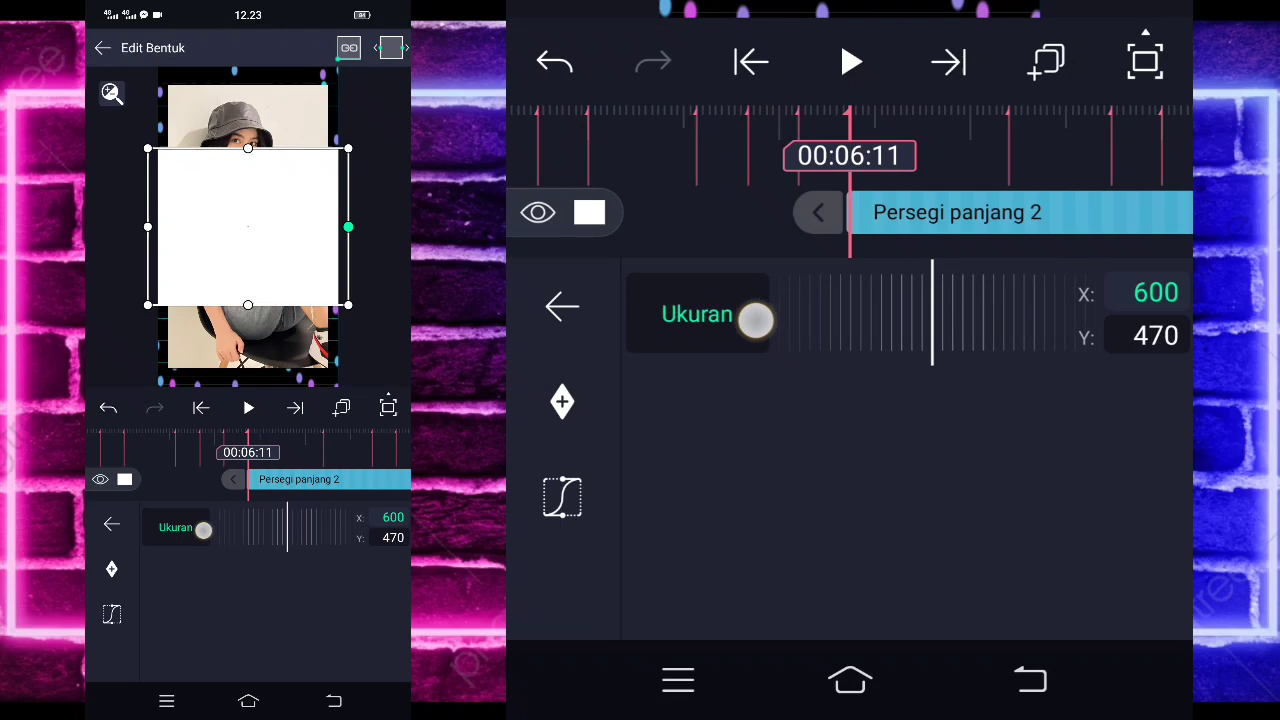 12.23
84
Edit Bentuk
00:06:11
Persegi panjang 2
Ukuran
X: 600
Y: 470
00:06:11
Persegi panjang 2
Ukuran
X: 600
Y: 470